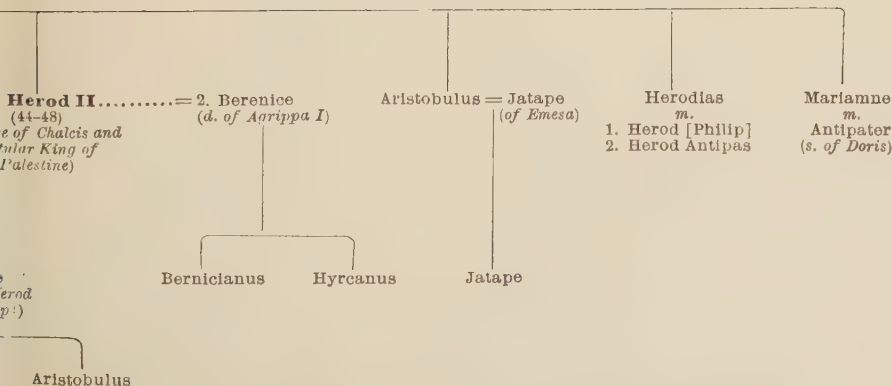 Herod II..........= 2. Berenice Aristobulus = Jatape Herodias Mariamne
(44–48) (d. of Agrippa I) (of Emesa) m. m.
of Chalcis and 1. Herod [Philip] Antipater
King of 2. Herod Antipas (s. of Doris)
Palestine)
Bernicianus Hyrcanus Jatape
Aristobulus